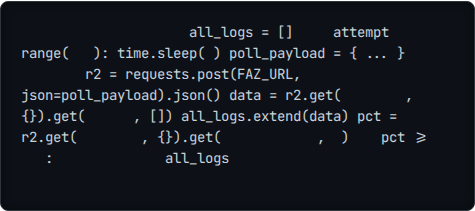 all_logs = [] attempt
range( ): time.sleep( ) poll_payload = { ... }
r2 = requests.post(FAZ_URL,
json=poll_payload).json() data = r2.get( ,
{}).get( , []) all_logs.extend(data) pct =
r2.get( , {}).get( , ) pct >=
: all_logs